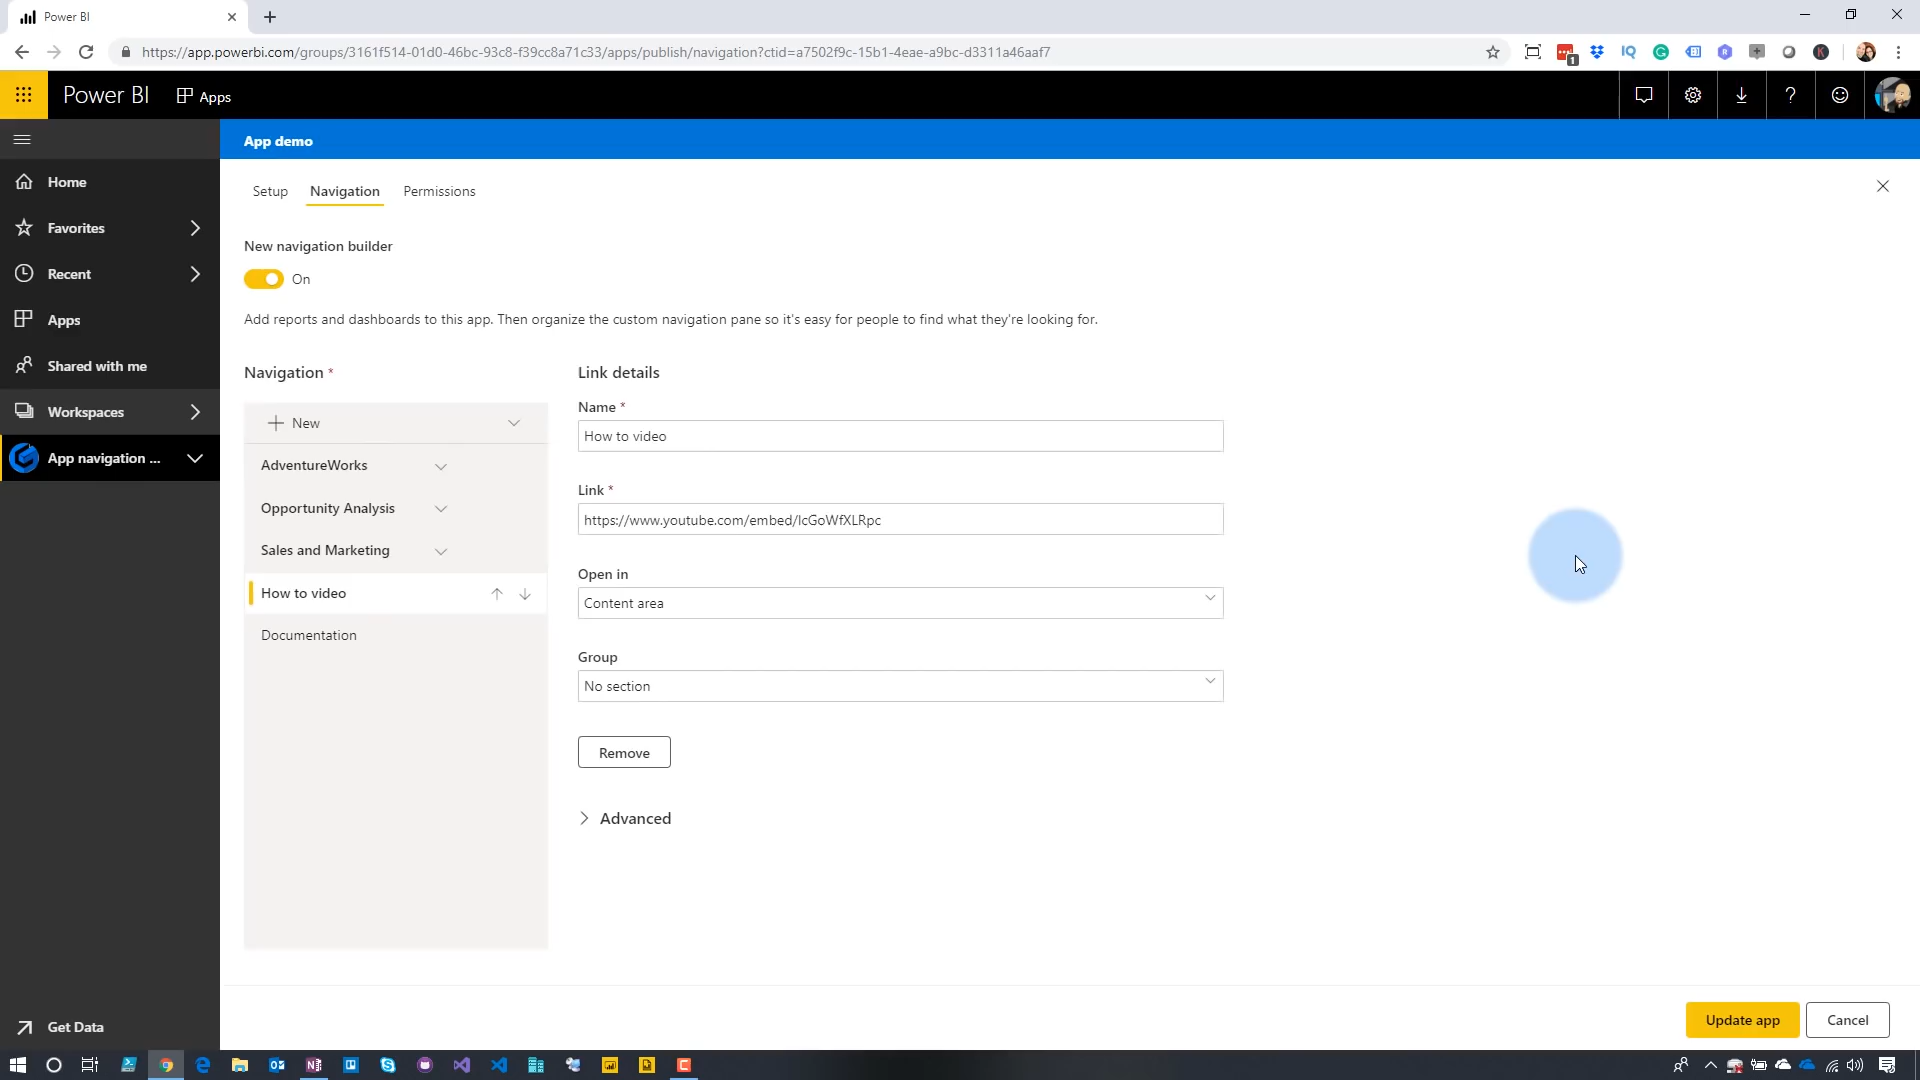 Power BI
https://app.powerbi.com/groups/3161f514-01d0-46bc-93c8-f39cc8a71c33/apps/publish/navigation?ctid=a7502f9c-15b1-4eae-a9bc-d3311a46aaf7
Power BI
Apps
App demo
Home
Favorites
Recent
Apps
Shared with me
Workspaces
App navigation ...
Get Data
Setup
Navigation
Permissions
New navigation builder
On
Add reports and dashboards to this app. Then organize the custom navigation pane so it's easy for people to find what they're looking for.
Navigation *
New
AdventureWorks
Opportunity Analysis
Sales and Marketing
How to video
Documentation
Link details
Name *
How to video
Link *
https://www.youtube.com/embed/IcGoWfXLRpc
Open in
Content area
Group
No section
Remove
Advanced
Update app
Cancel